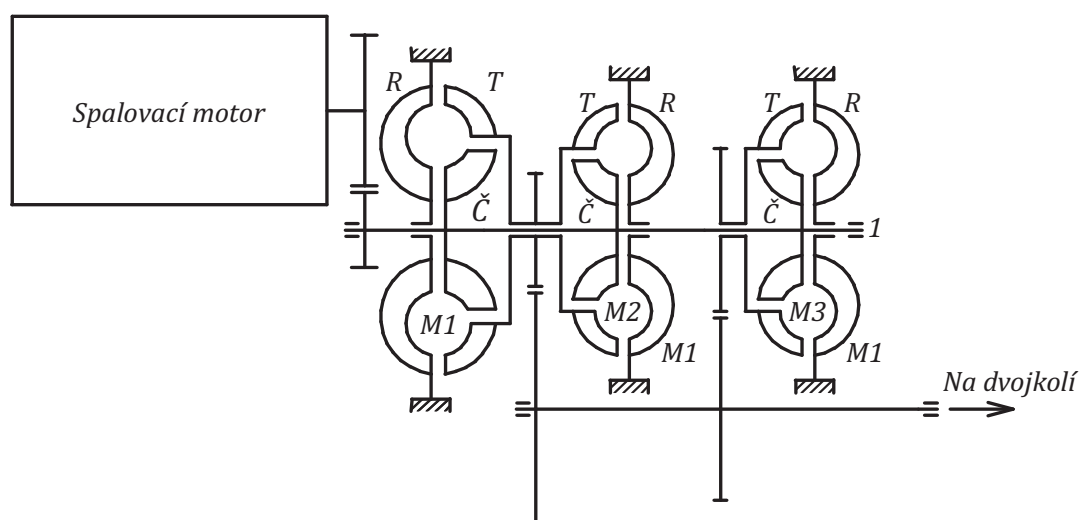 Spalovací motor
R
T
T
R
T
R
Č
Č
Č
1
M1
M2
M3
M1
M1
Na dvojkolí